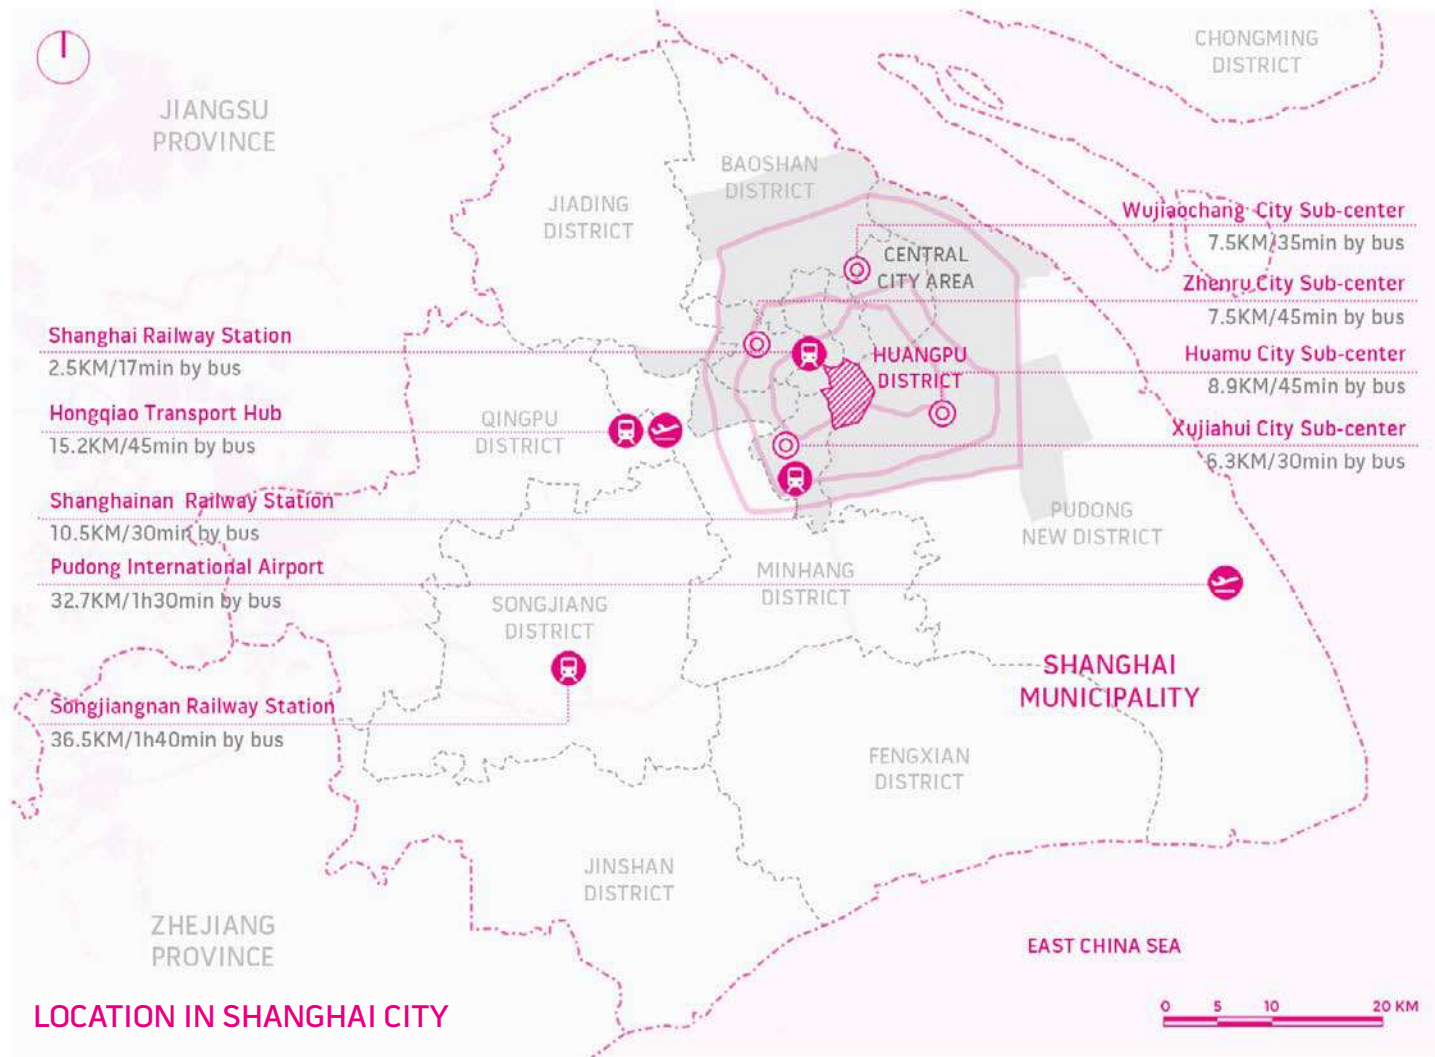 CHONGMING
DISTRICT
JIANGSU
PROVINCE
BAOSHAN
DISTRICT
JIADING
DISTRICT
Wujiaochang City Sub-center
7.5KM/35min by bus
CENTRAL
CITY AREA
Zhenru City Sub-center
7.5KM/45min by bus
Shanghai Railway Station
2.5KM/17min by bus
HUANGPU
DISTRICT
Huamu City Sub-center
8.9KM/45min by bus
Hongqiao Transport Hub
15.2KM/45min by bus
QINGPU
DISTRICT
Xujiahui City Sub-center
6.3KM/30min by bus
Shanghainan Railway Station
10.5KM/30min by bus
PUDONG
NEW DISTRICT
Pudong International Airport
32.7KM/1h30min by bus
MINHANG
DISTRICT
SONGJIANG
DISTRICT
SHANGHAI
MUNICIPALITY
Songjiangnan Railway Station
36.5KM/1h40min by bus
FENGXIAN
DISTRICT
JINSHAN
DISTRICT
ZHEJIANG
PROVINCE
EAST CHINA SEA
LOCATION IN SHANGHAI CITY
0 5 10 20 KM